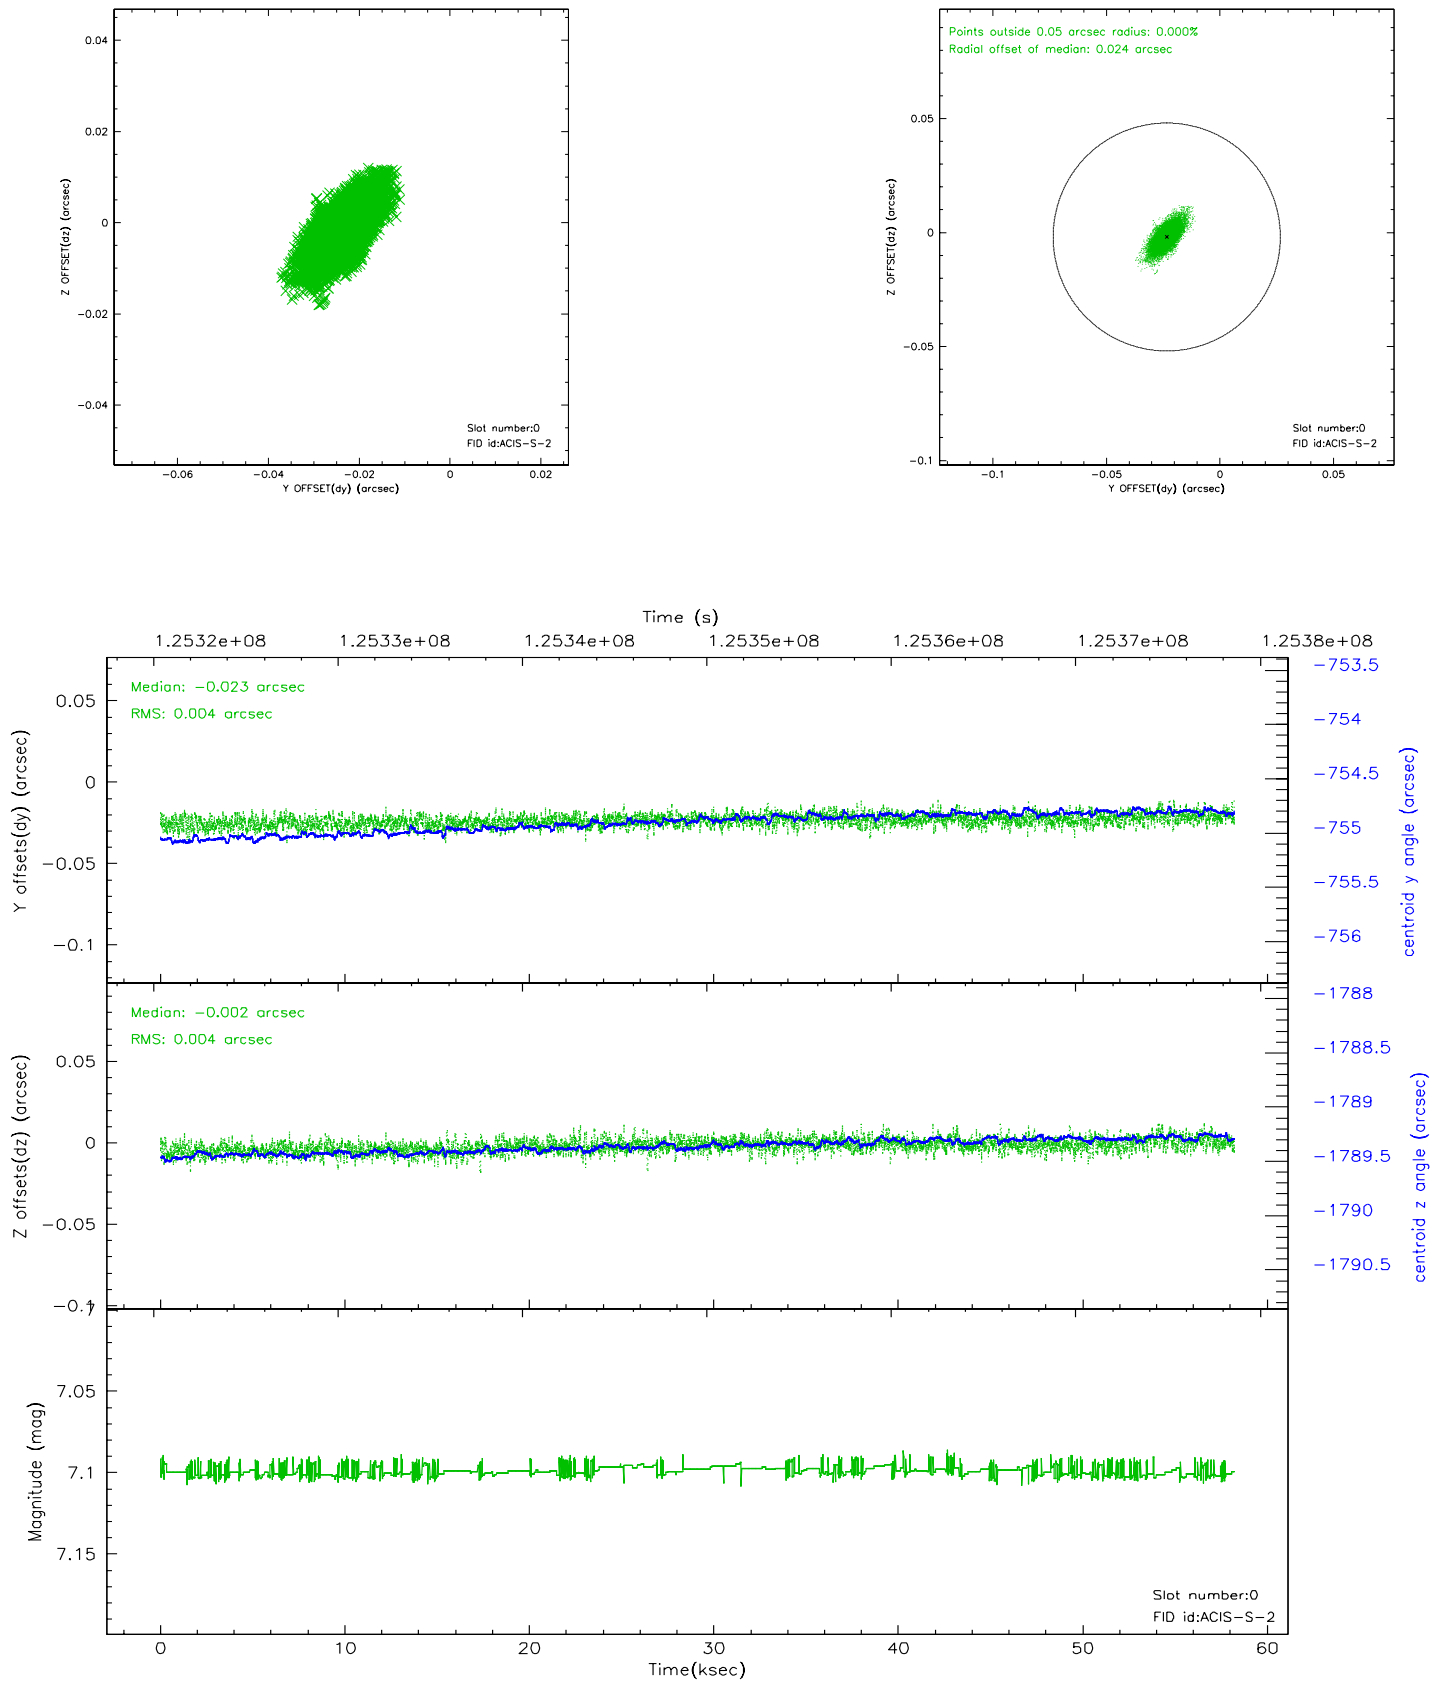 0.04
0.02
0
-0.02
-0.04
Z OFFSET(dz) (arcsec)
Slot number:0
FID id:ACIS-S-2
-0.06
-0.04
-0.02
0
0.02
Y OFFSET(dy) (arcsec)
Points outside 0.05 arcsec radius: 0.000%
Radial offset of median: 0.024 arcsec
0.05
0
-0.05
-0.1
Z OFFSET(dz) (arcsec)
Slot number:0
FID id:ACIS-S-2
-0.1
-0.05
0
0.05
Y OFFSET(dy) (arcsec)
Time (s)
1.2532e+08
1.2533e+08
1.2534e+08
1.2535e+08
1.2536e+08
1.2537e+08
1.2538e+08
Median: -0.023 arcsec
RMS: 0.004 arcsec
0.05
0
-0.05
-0.1
Y offsets(dy) (arcsec)
-753.5
-754
-754.5
-755
-755.5
-756
centroid y angle (arcsec)
Median: -0.002 arcsec
RMS: 0.004 arcsec
0.05
0
-0.05
-0.1
Z offsets(dz) (arcsec)
-1788
-1788.5
-1789
-1789.5
-1790
-1790.5
centroid z angle (arcsec)
7
7.05
7.1
7.15
Magnitude (mag)
Slot number:0
FID id:ACIS-S-2
0
10
20
30
40
50
60
Time(ksec)